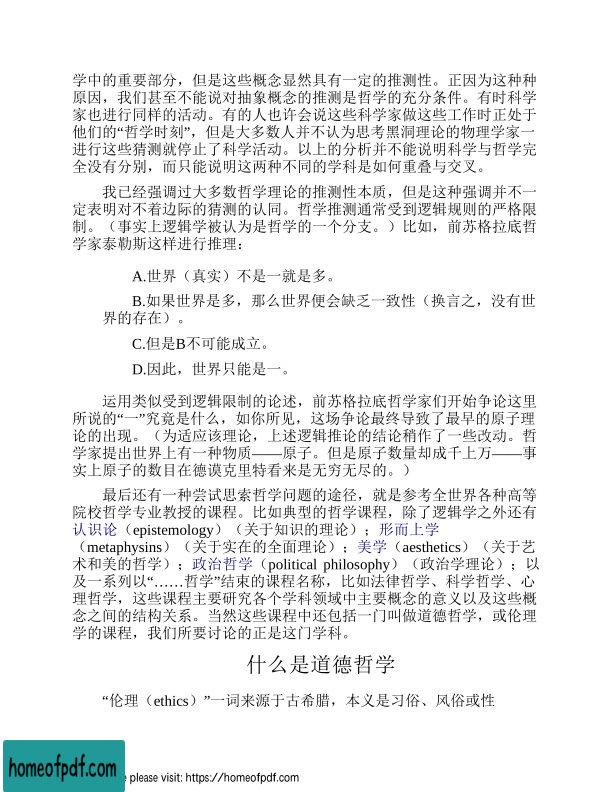 学中的重要部分，但是这些概念显然具有一定的推测性。正因为这种种
原因，我们甚至不能说对抽象概念的推测是哲学的充分条件。有时科学
家也进行同样的活动。有的人也许会说这些科学家做这些工作时正处于
他们的“哲学时刻”，但是大多数人并不认为思考黑洞理论的物理学家一
进行这些猜测就停止了科学活动。以上的分析并不能说明科学与哲学完
全没有分别，而只能说明这两种不同的学科是如何重叠与交叉。
我已经强调过大多数哲学理论的推测性本质，但是这种强调并不一
定表明对不着边际的猜测的认同。哲学推测通常受到逻辑规则的严格限
制。（事实上逻辑学被认为是哲学的一个分支。）比如，前苏格拉底哲
学家泰勒斯这样进行推理：
A.世界（真实）不是一就是多。
B.如果世界是多，那么世界便会缺乏一致性（换言之，没有世
界的存在）。
C.但是B不可能成立。
D.因此，世界只能是一。
运用类似受到逻辑限制的论述，前苏格拉底哲学家们开始争论这里
所说的“一”究竟是什么，如你所见，这场争论最终导致了最早的原子理
论的出现。（为适应该理论，上述逻辑推论的结论稍作了一些改动。哲
学家提出世界上有一种物质——原子。但是原子数量却成千上万——事
实上原子的数目在德谟克里特看来是无穷无尽的。）
最后还有一种尝试思索哲学问题的途径，就是参考全世界各种高等
院校哲学专业教授的课程。比如典型的哲学课程，除了逻辑学之外还有
认识论（epistemology）（关于知识的理论）；形而上学
（metaphysins）（关于实在的全面理论）；美学（aesthetics）（关于艺
术和美的哲学）；政治哲学（political philosophy）（政治学理论）；以
及一系列以“……哲学”结束的课程名称，比如法律哲学、科学哲学、心
理哲学，这些课程主要研究各个学科领域中主要概念的意义以及这些概
念之间的结构关系。当然这些课程中还包括一门叫做道德哲学，或伦理
学的课程，我们所要讨论的正是这门学科。
什么是道德哲学
“伦理（ethics）”一词来源于古希腊，本义是习俗、风俗或性
homeofpdf.com
please visit: https://homeofpdf.com